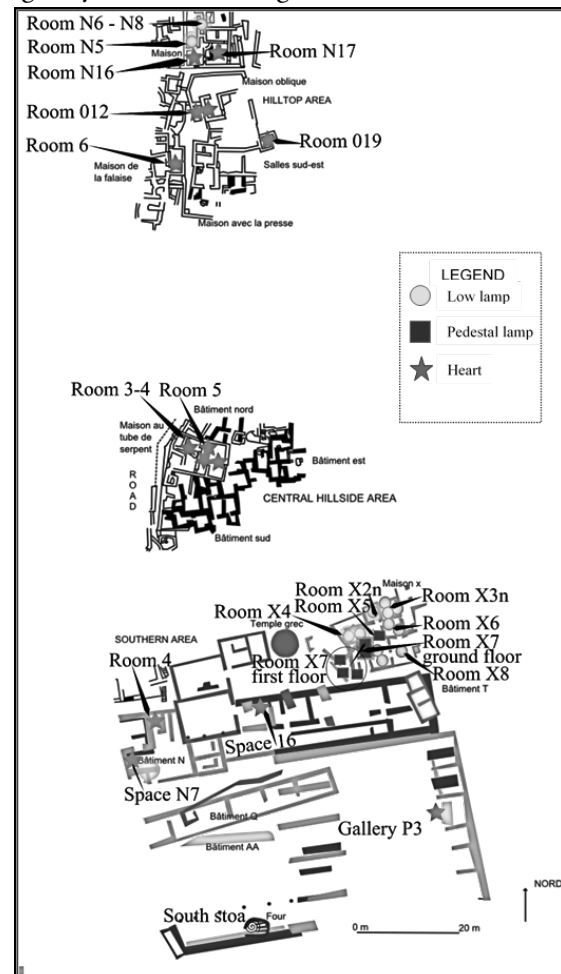 Room N6 - N8
Room N5
Maison
Room N17
Room N16
Maison oblique
HILLTOP AREA
Room 012
Room 6
Room 019
Maison de
la falaise
Salles sud-est
Maison avec la presse
LEGEND
Low lamp
Pedestal lamp
Heart
Room 3-4
Room 5
Bâtiment nord
Maison au
tube de
serpent
Bâtiment est
ROAD
CENTRAL HILLSIDE AREA
Bâtiment sud
Maison x
Room X2n
Room X3n
Room X5
Room X4
Room X6
Temple grec
SOUTHERN AREA
Room X7
ground floor
Room 4
Room X7
first floor
Room X8
Bâtiment T
Space 16
Bâtiment N
Space N7
Bâtiment Q
Gallery P3
Bâtiment AA
NORD
South stoa
Four
0 m
20 m